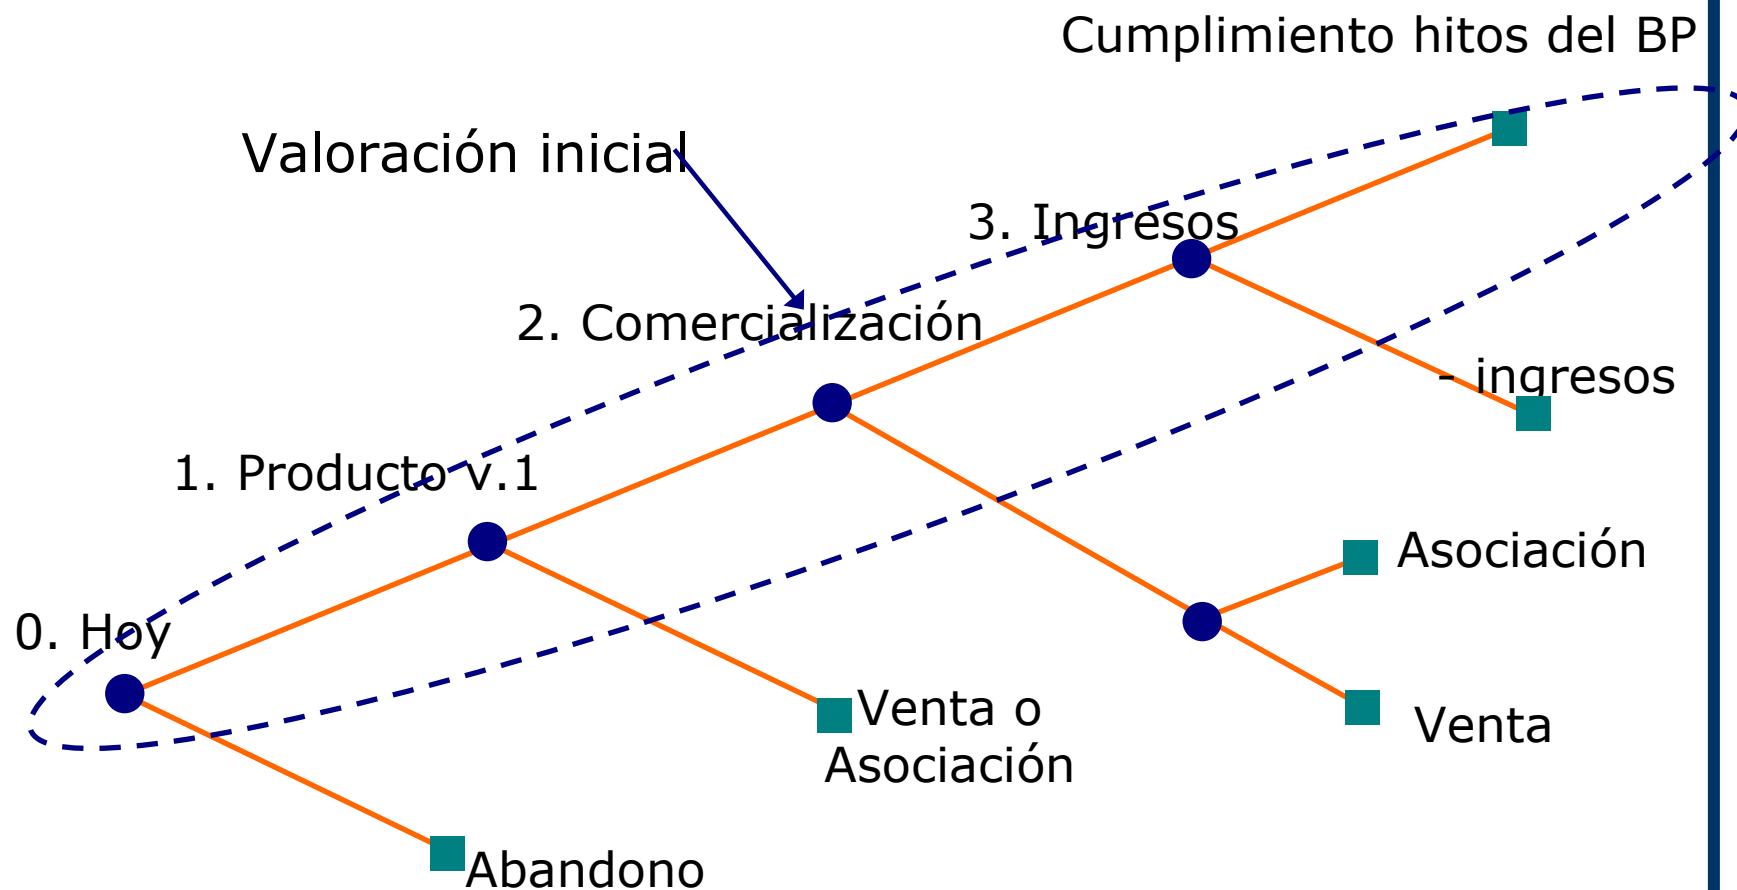 Cumplimiento hitos del BP
Valoración inicial
3. Ingresos
2. Comercialización
- ingresos
1. Producto v.1
Asociación
0. Hoy
Venta o
Asociación
Venta
Abandono